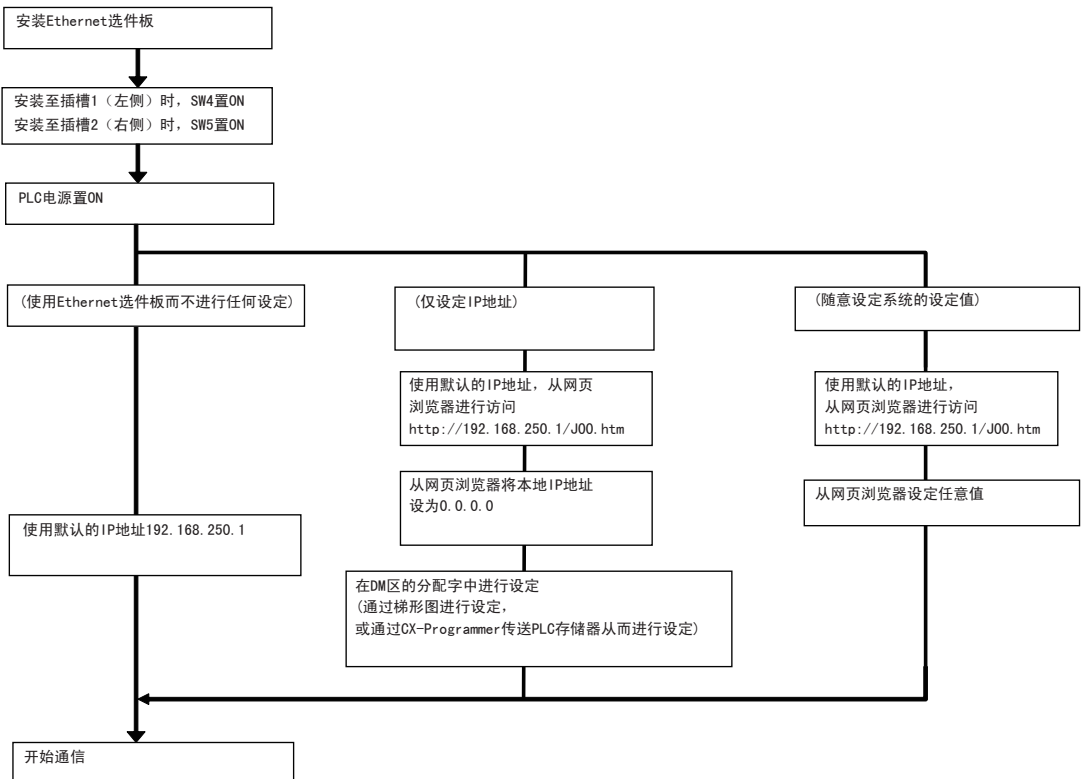 安装Ethernet选件板
安装至插槽1（左侧）时，SW4置ON
安装至插槽2（右侧）时，SW5置ON
PLC电源置ON
(使用Ethernet选件板而不进行任何设定)
使用默认的IP地址192.168.250.1
(仅设定IP地址)
使用默认的IP地址，从网页
浏览器进行访问
http://192.168.250.1/J00.htm
从网页浏览器将本地IP地址
设为0.0.0.0
在DM区的分配字中进行设定
(通过梯形图进行设定，
或通过CX-Programmer传送PLC存储器从而进行设定)
(随意设定系统的设定值)
使用默认的IP地址，
从网页浏览器进行访问
http://192.168.250.1/J00.htm
从网页浏览器设定任意值
开始通信